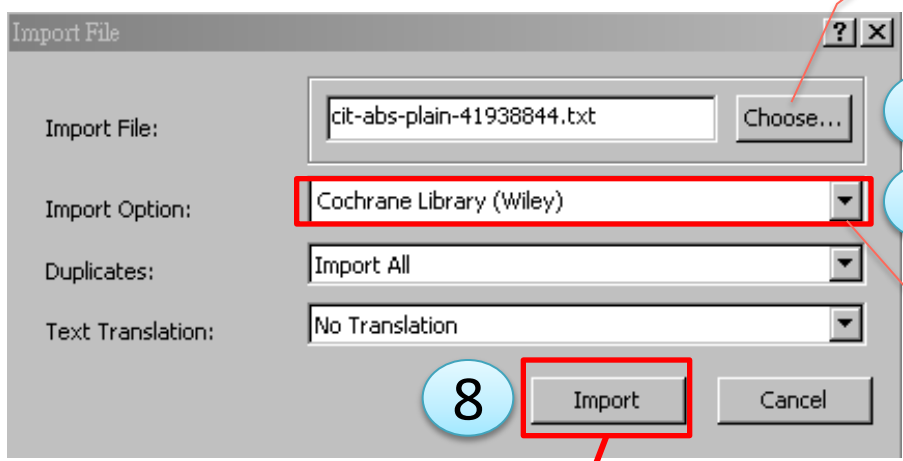 Import File
? X
Import File: cit-abs-plain-41938844.txt Choose...
Import Option: Cochrane Library (Wiley)
Duplicates: Import All
Text Translation: No Translation
8 Import Cancel